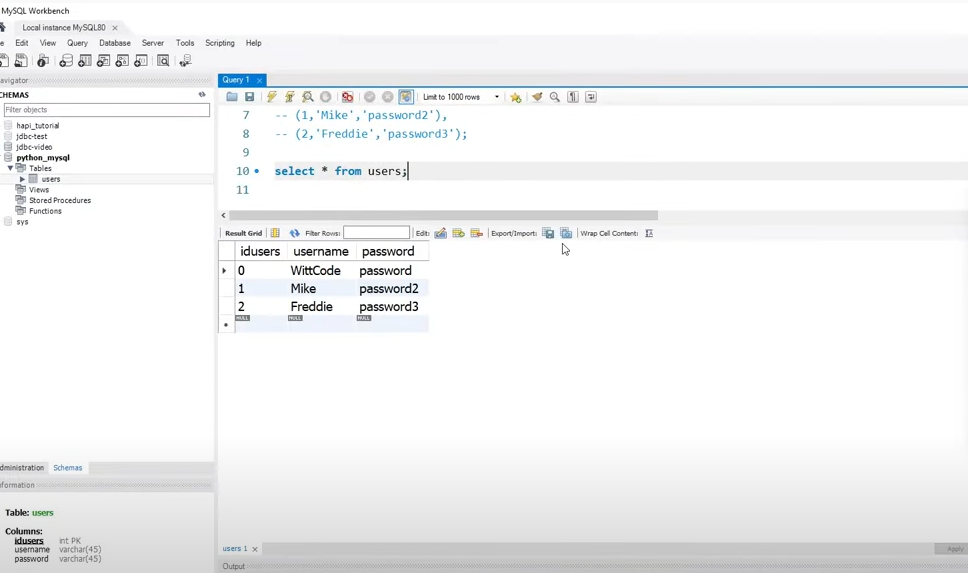 MySQL Workbench
Local instance MySQL80 ×
Edit View Query Database Server Tools Scripting Help
avigator
CHEMAS
Filter objects
hapi_tutorial
jdbc-test
jdbc-video
python_mysql
Tables
users
Views
Stored Procedures
Functions
sys
dministration Schemas
formation
Table: users
Columns:
idusers int PK
username varchar(45)
password varchar(45)
Query 1 ×
Limit to 1000 rows
7 -- (1,'Mike','password2'),
8 -- (2,'Freddie','password3');
9
10 select * from users;
11
Result Grid Filter Rows: Edit: Export/Import: Wrap Cell Content:
idusers username password
0 WittCode password
1 Mike password2
2 Freddie password3
NULL NULL NULL
users 1 ×
Apply
Output